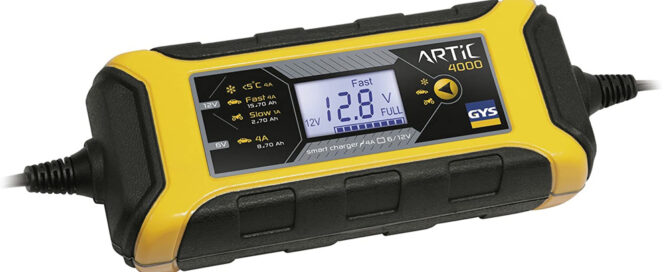 ARTIC
4000
<5°C 4A
12V
Fast 4A
15→70 Ah
Slow 1A
2→70 Ah
6V
4A
8→70 Ah
Fast
12.8 V
12V
FULL
GYS
smart charger 4A 6/12V